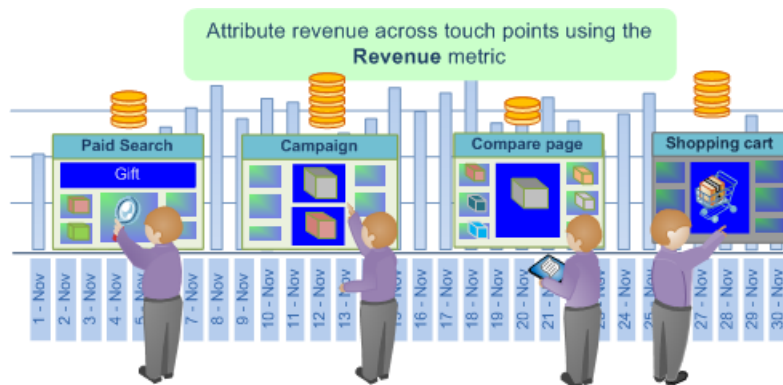 Attribute revenue across touch points using the
Revenue metric
Paid Search
Campaign
Compare page
Shopping cart
Gift
1 - Nov
2 - Nov
3 - Nov
4 - Nov
7 - Nov
8 - Nov
9 - Nov
10 - Nov
11 - Nov
12 - Nov
13 - Nov
16 - Nov
17 - Nov
18 - Nov
19 - Nov
20 - Nov
21 - Nov
24 - Nov
27 - Nov
28 - Nov
29 - Nov
30 - Nov